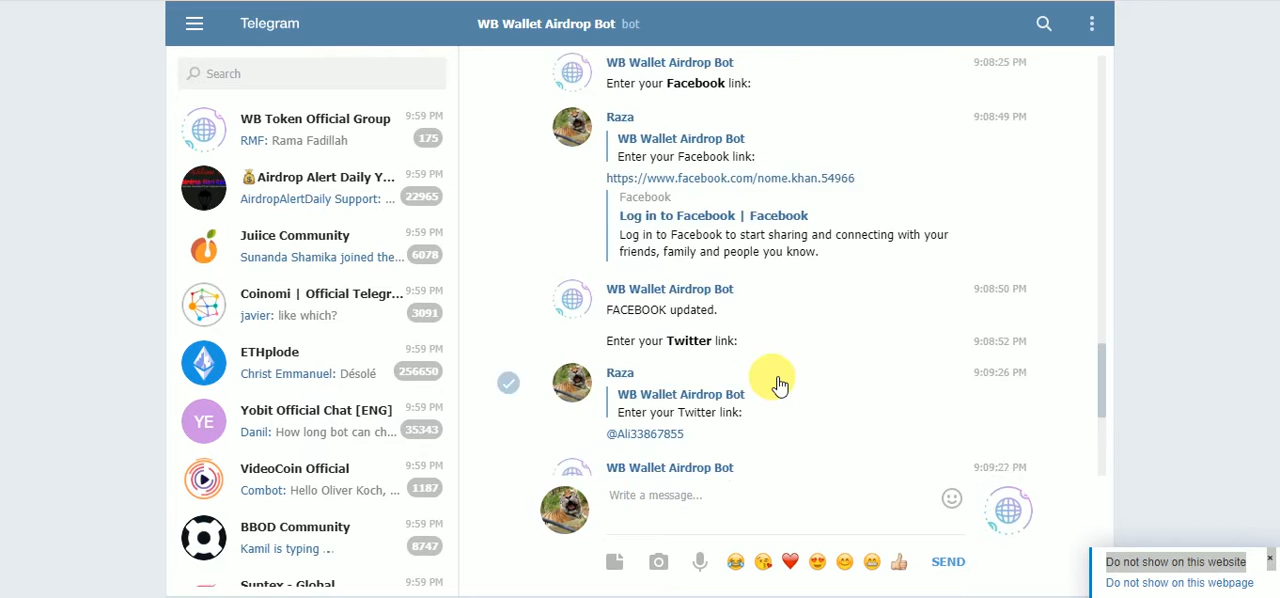 Telegram
WB Wallet Airdrop Bot bot
Search
WB Token Official Group 9:59 PM
RMF: Rama Fadillah 175
💰Airdrop Alert Daily Y... 9:59 PM
AirdropAlertDaily Support: ... 22965
Juiice Community 9:59 PM
Sunanda Shamika joined the... 6078
Coinomi | Official Telegr... 9:59 PM
javier: like which? 3091
ETHplode 9:59 PM
Christ Emmanuel: Désolé 256650
YE
Yobit Official Chat [ENG] 9:59 PM
Danil: How long bot can ch... 35343
VideoCoin Official 9:59 PM
Combot: Hello Oliver Koch, ... 1187
BBOD Community 9:59 PM
Kamil is typing ... 8747
Suntex - Global 9:59 PM
WB Wallet Airdrop Bot 9:08:25 PM
Enter your Facebook link:
Raza 9:08:49 PM
WB Wallet Airdrop Bot
Enter your Facebook link:
https://www.facebook.com/nome.khan.54966
Facebook
Log in to Facebook | Facebook
Log in to Facebook to start sharing and connecting with your
friends, family and people you know.
WB Wallet Airdrop Bot 9:08:50 PM
FACEBOOK updated.
Enter your Twitter link: 9:08:52 PM
Raza 9:09:26 PM
WB Wallet Airdrop Bot
Enter your Twitter link:
@Ali33867855
WB Wallet Airdrop Bot 9:09:27 PM
Write a message...
SEND
Do not show on this website
Do not show on this webpage